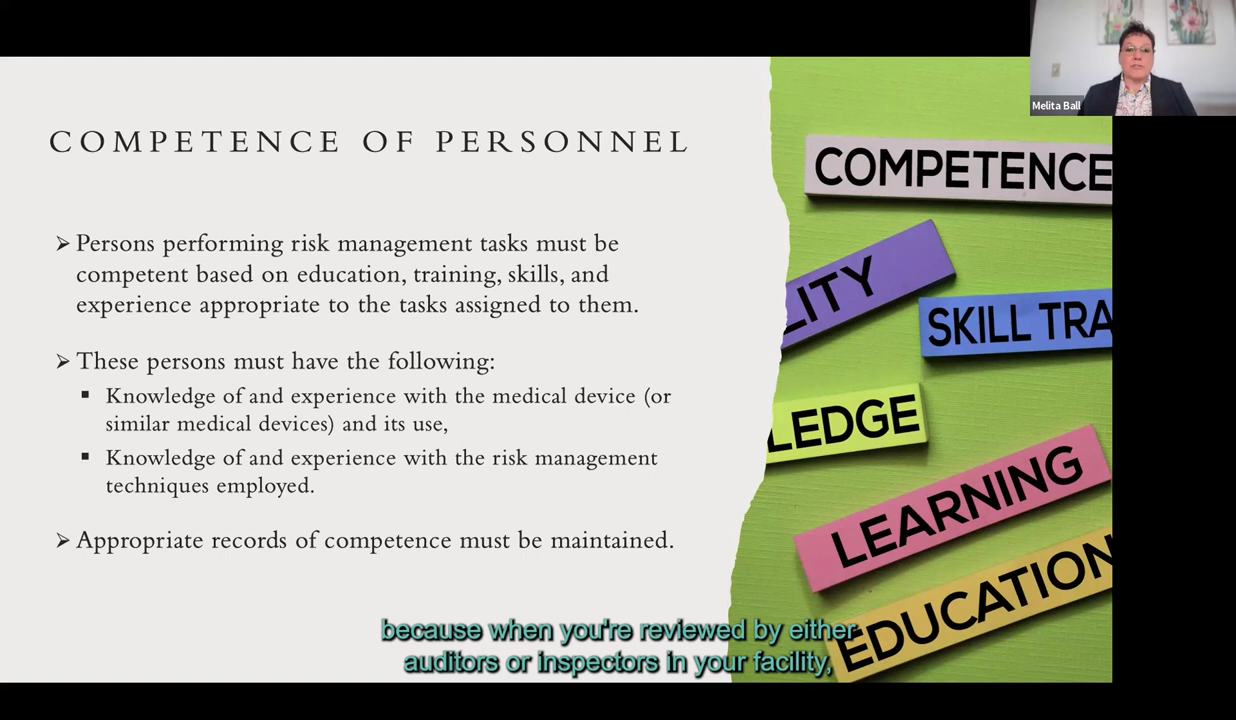 Melita Ball
COMPETENCE OF PERSONNEL
➢ Persons performing risk management tasks must be
competent based on education, training, skills, and
experience appropriate to the tasks assigned to them.
➢ These persons must have the following:
▪ Knowledge of and experience with the medical device (or
similar medical devices) and its use,
▪ Knowledge of and experience with the risk management
techniques employed.
➢ Appropriate records of competence must be maintained.
COMPETENCE
LITY
SKILL TRA
LEDGE
LEARNING
EDUCATION
because when you're reviewed by either
auditors or inspectors in your facility,